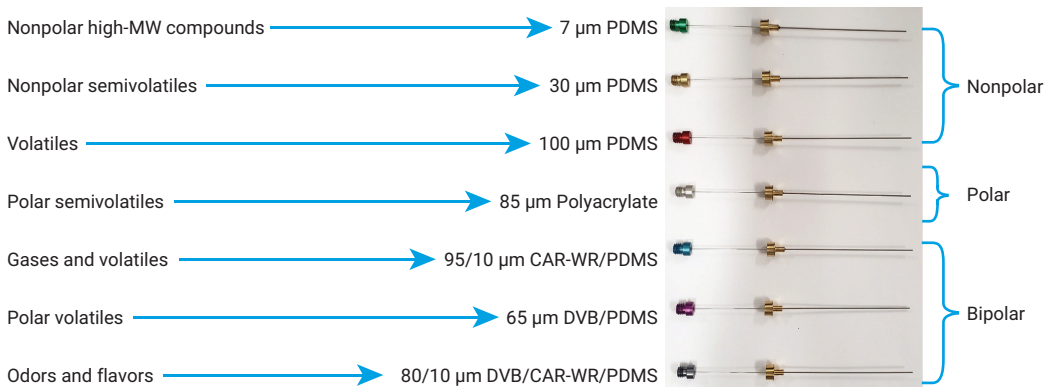 Nonpolar high-MW compounds 7 µm PDMS
Nonpolar semivolatiles 30 µm PDMS Nonpolar
Volatiles 100 µm PDMS
Polar semivolatiles 85 µm Polyacrylate Polar
Gases and volatiles 95/10 µm CAR-WR/PDMS
Polar volatiles 65 µm DVB/PDMS Bipolar
Odors and flavors 80/10 µm DVB/CAR-WR/PDMS